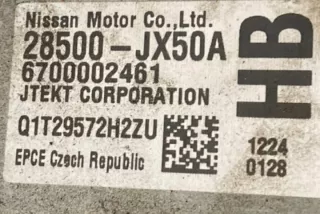 Nissan Motor Co.,Ltd.
28500-JX50A
6700002461
JTEKT CORPORATION
Q1T29572H2ZU
EPCE Czech Republic
HB
1224
0128